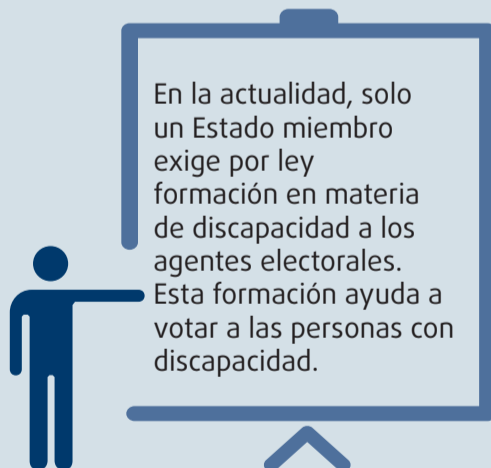 En la actualidad, solo
un Estado miembro
exige por ley
formación en materia
de discapacidad a los
agentes electorales.
Esta formación ayuda a
votar a las personas con
discapacidad.